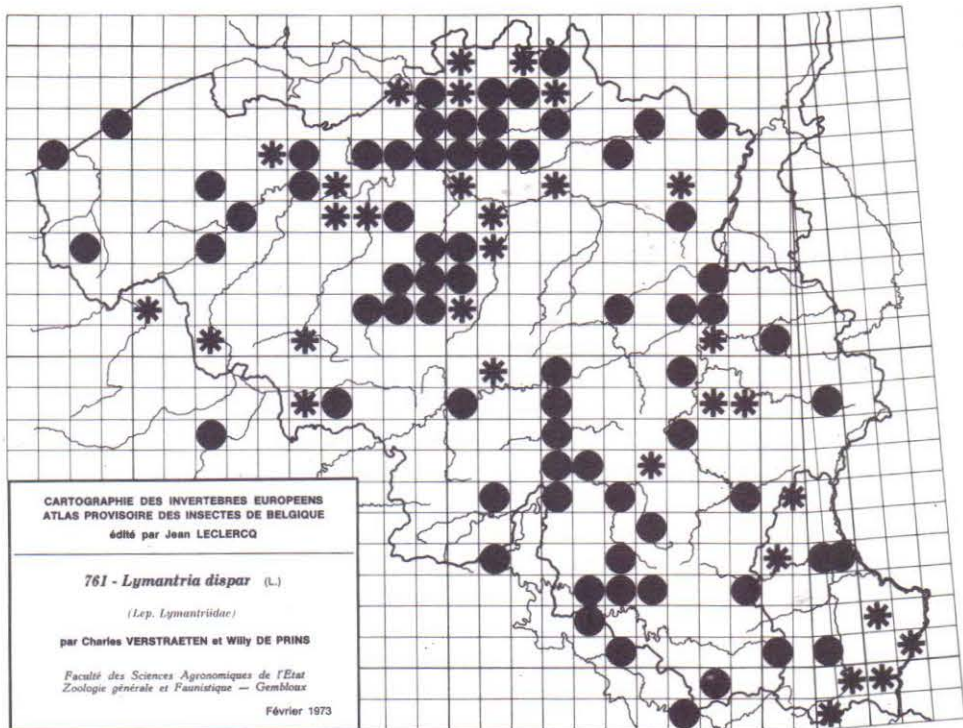 CARTOGRAPHIE DES INVERTEBRES EUROPEENS
ATLAS PROVISOIRE DES INSECTES DE BELGIQUE
édité par Jean LECLERCQ
761 - Lymantria dispar (L.)
(Lep. Lymantriidae)
par Charles VERSTRAETEN et Willy DE PRINS
Faculté des Sciences Agronomiques de l'Etat
Zoologie générale et Faunistique — Gembloux
Février 1973